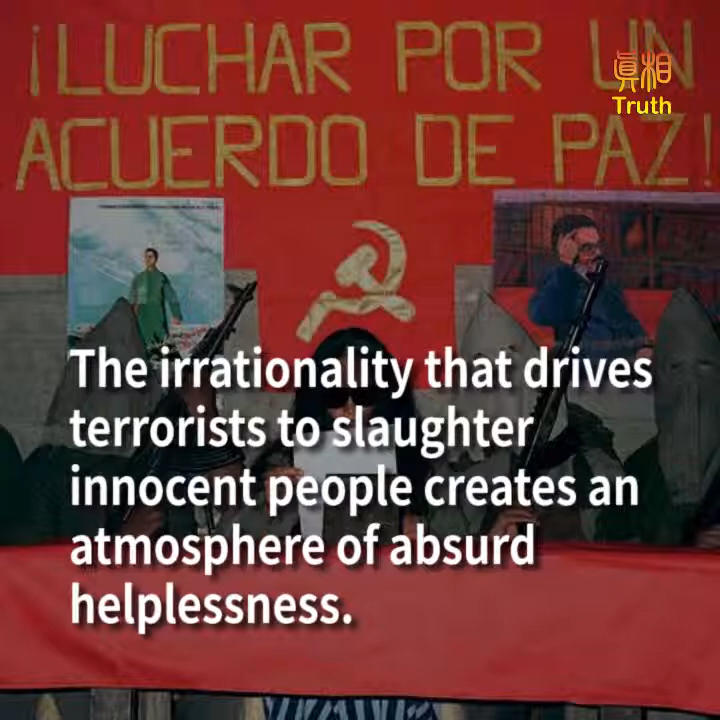 ¡LUCHAR POR UN
ACUERDO DE PAZ!
真相
Truth
The irrationality that drives
terrorists to slaughter
innocent people creates an
atmosphere of absurd
helplessness.